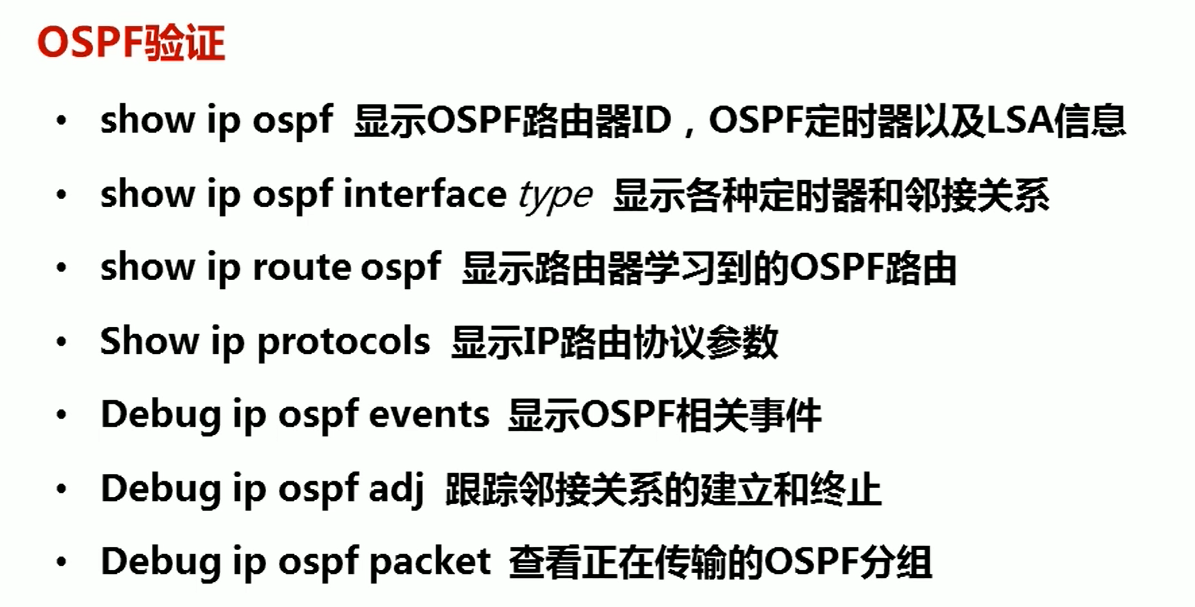 OSPF验证
• show ip ospf 显示OSPF路由器ID，OSPF定时器以及LSA信息
• show ip ospf interface type 显示各种定时器和邻接关系
• show ip route ospf 显示路由器学习到的OSPF路由
• Show ip protocols 显示IP路由协议参数
• Debug ip ospf events 显示OSPF相关事件
• Debug ip ospf adj 跟踪邻接关系的建立和终止
• Debug ip ospf packet 查看正在传输的OSPF分组